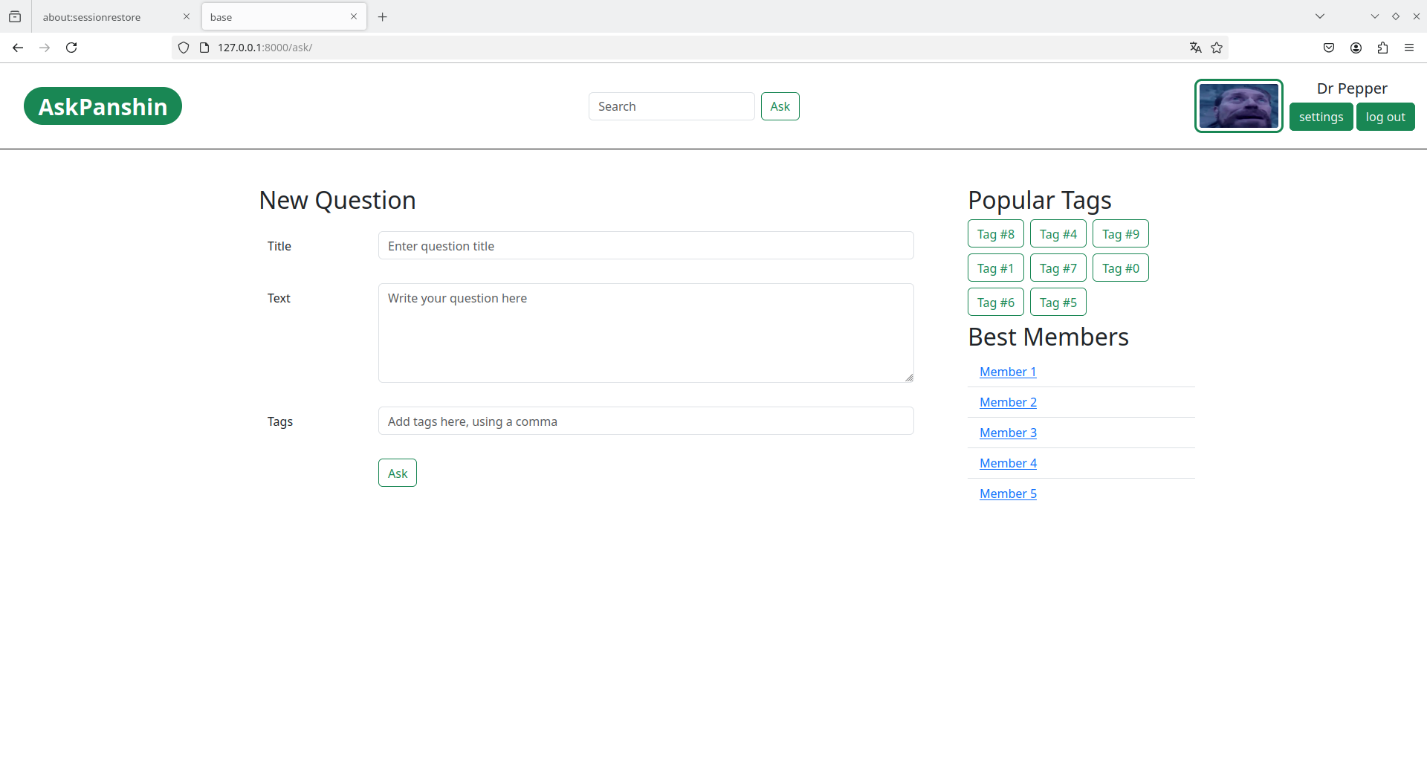 about:sessionrestore
base
127.0.0.1:8000/ask/
AskPanshin
Search
Ask
Dr Pepper
settings
log out
New Question
Title
Enter question title
Text
Write your question here
Tags
Add tags here, using a comma
Ask
Popular Tags
Tag #8 Tag #4 Tag #9
Tag #1 Tag #7 Tag #0
Tag #6 Tag #5
Best Members
Member 1
Member 2
Member 3
Member 4
Member 5